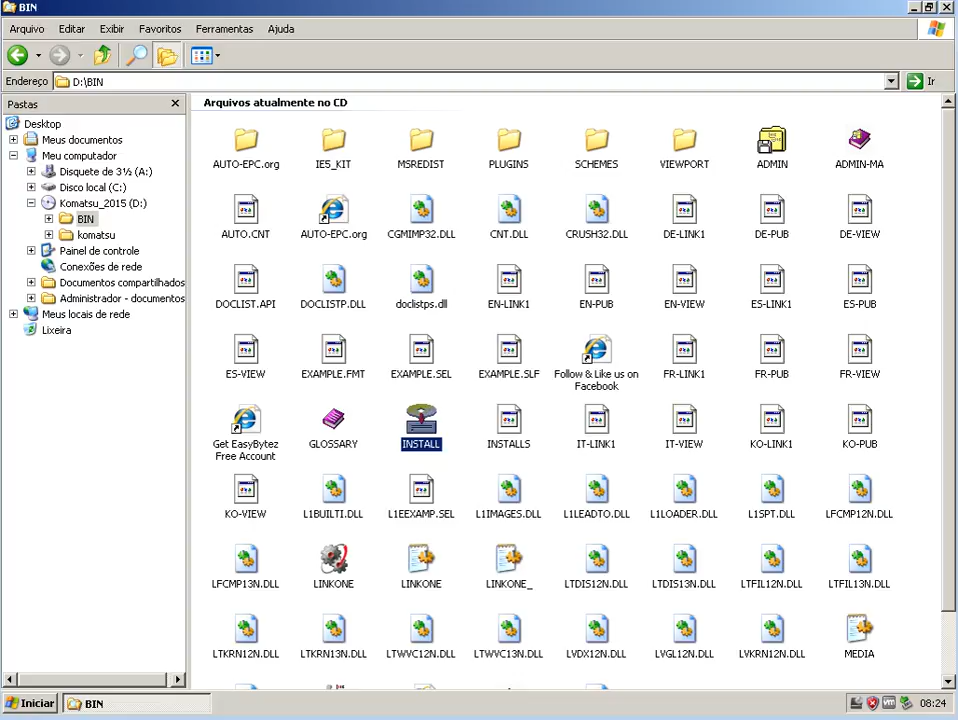 BIN
Arquivo Editar Exibir Favoritos Ferramentas Ajuda
Endereço D:\BIN Ir
Pastas
Desktop
Meus documentos
Meu computador
Disquete de 3½ (A:)
Disco local (C:)
Komatsu_2015 (D:)
BIN
komatsu
Painel de controle
Conexões de rede
Documentos compartilhados
Administrador - documentos
Meus locais de rede
Lixeira
Arquivos atualmente no CD
AUTO-EPC.org IE5_KIT MSREDIST PLUGINS SCHEMES VIEWPORT ADMIN ADMIN-MA
AUTO.CNT AUTO-EPC.org CGMIMP32.DLL CNT.DLL CRUSH32.DLL DE-LINK1 DE-PUB DE-VIEW
DOCLIST.API DOCLISTP.DLL doclistps.dll EN-LINK1 EN-PUB EN-VIEW ES-LINK1 ES-PUB
ES-VIEW EXAMPLE.FMT EXAMPLE.SEL EXAMPLE.SLF Follow & Like us on FR-LINK1 FR-PUB FR-VIEW
Facebook
Get EasyBytez GLOSSARY INSTALL INSTALLS IT-LINK1 IT-VIEW KO-LINK1 KO-PUB
Free Account
KO-VIEW L1BUILTI.DLL L1EEXAMP.SEL L1IMAGES.DLL L1LEADTO.DLL L1LOADER.DLL L1SPT.DLL LFCMP12N.DLL
LFCMP13N.DLL LINKONE LINKONE LINKONE_ LTDIS12N.DLL LTDIS13N.DLL LTFIL12N.DLL LTFIL13N.DLL
LTKRN12N.DLL LTKRN13N.DLL LTWVC12N.DLL LTWVC13N.DLL LVDX12N.DLL LVGL12N.DLL LVKRN12N.DLL MEDIA
Iniciar BIN 08:24